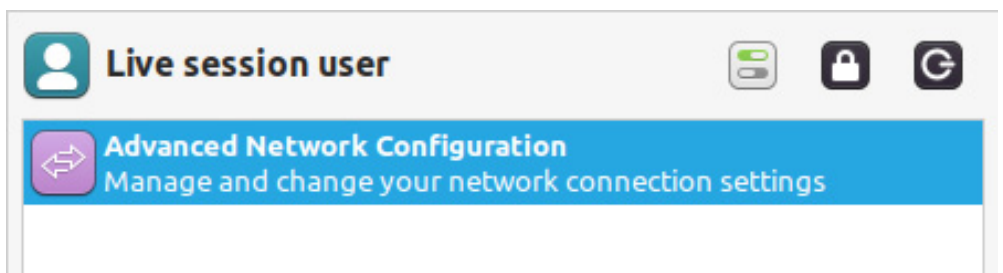 Live session user
Advanced Network Configuration
Manage and change your network connection settings